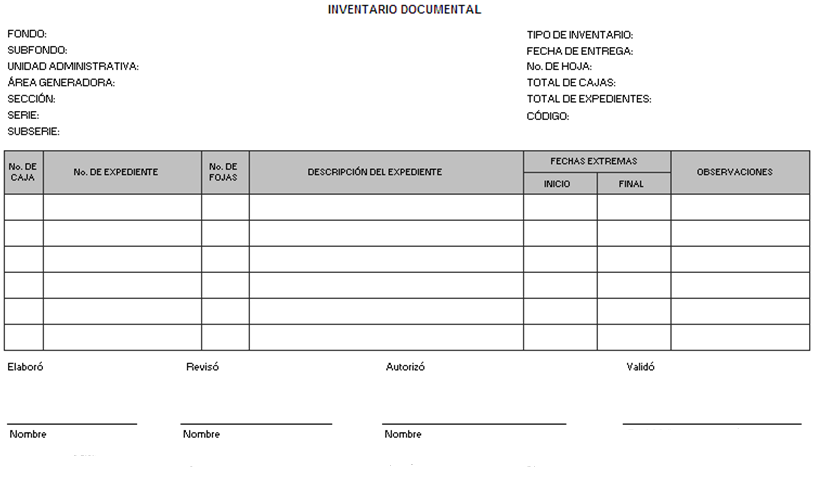 INVENTARIO DOCUMENTAL
FONDO:
SUBFONDO:
UNIDAD ADMINISTRATIVA:
ÁREA GENERADORA:
SECCIÓN:
SERIE:
SUBSERIE:
TIPO DE INVENTARIO:
FECHA DE ENTREGA:
No. DE HOJA:
TOTAL DE CAJAS:
TOTAL DE EXPEDIENTES:
CÓDIGO:
No. DE CAJA No. DE EXPEDIENTE No. DE FOJAS DESCRIPCIÓN DEL EXPEDIENTE FECHAS EXTREMAS OBSERVACIONES
INICIO FINAL
Elaboró Revisó Autorizó Validó
Nombre Nombre Nombre